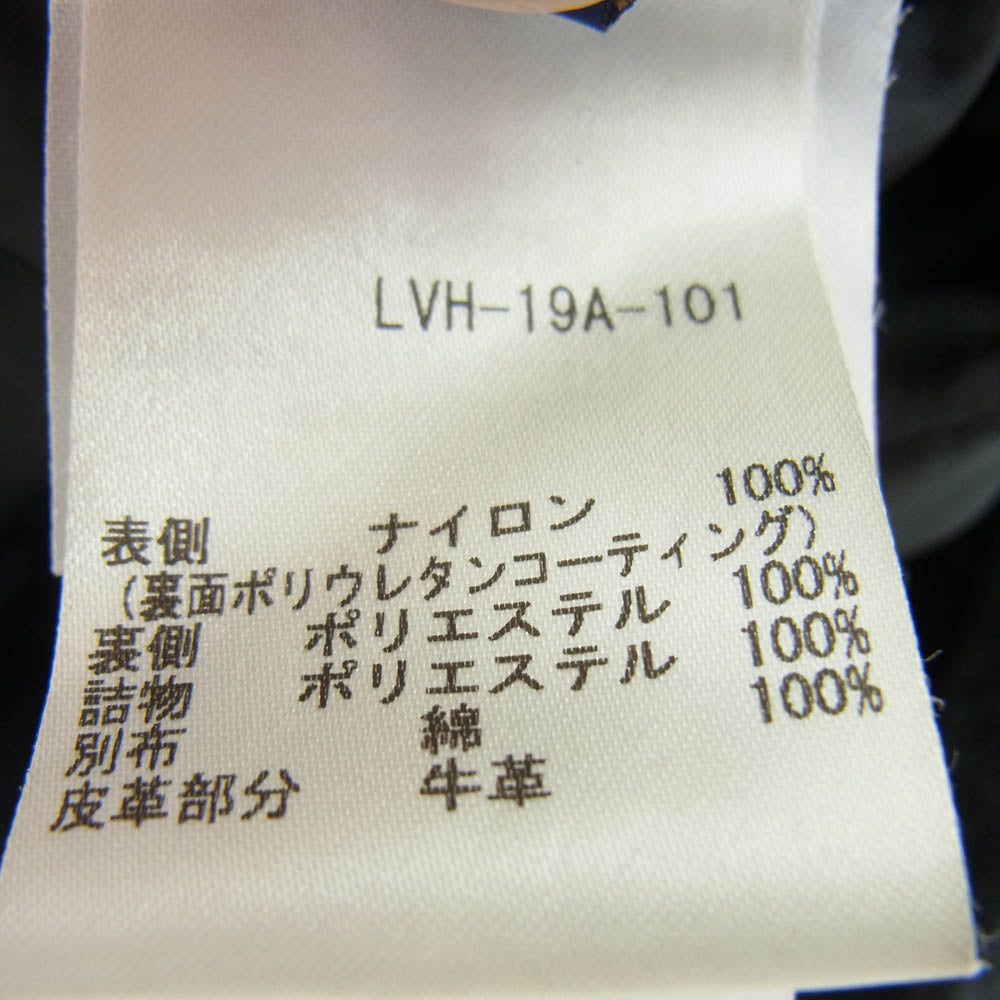 LVH-19A-101
表側 ナイロン 100%
(裏面ポリウレタンコーティング)
裏側 ポリエステル 100%
詰物 ポリエステル 100%
別布 綿 100%
皮革部分 牛革